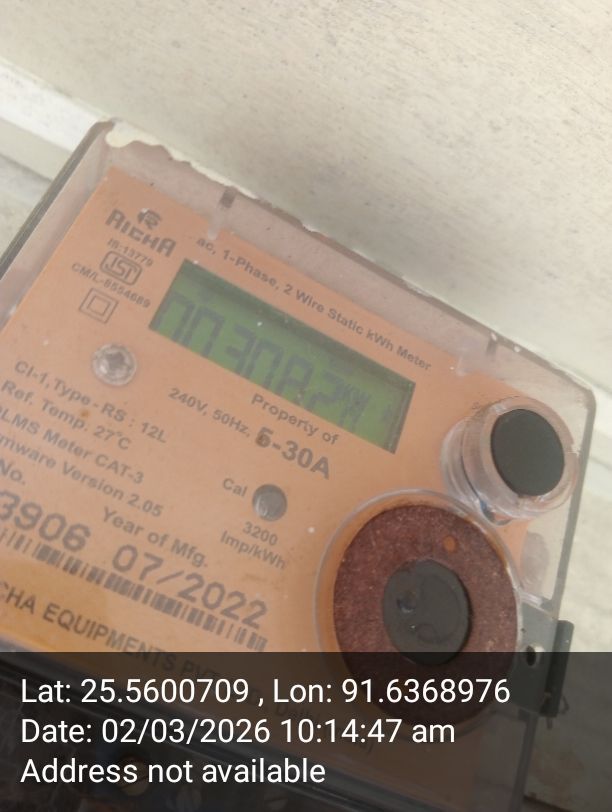 RICHA
IS-13779
ISI
CM/L-8554689
ac, 1-Phase, 2 Wire Static kWh Meter
003082
Property of
240V, 50Hz, 5-30A
Cl-1, Type - RS : 12L
Ref. Temp. 27°C
DLMS Meter CAT-3
mware Version 2.05
No.
3906
Cal
3200
Imp/kWh
Year of Mfg.
07/2022
CHA EQUIPMENTS
Lat: 25.5600709 , Lon: 91.6368976
Date: 02/03/2026 10:14:47 am
Address not available